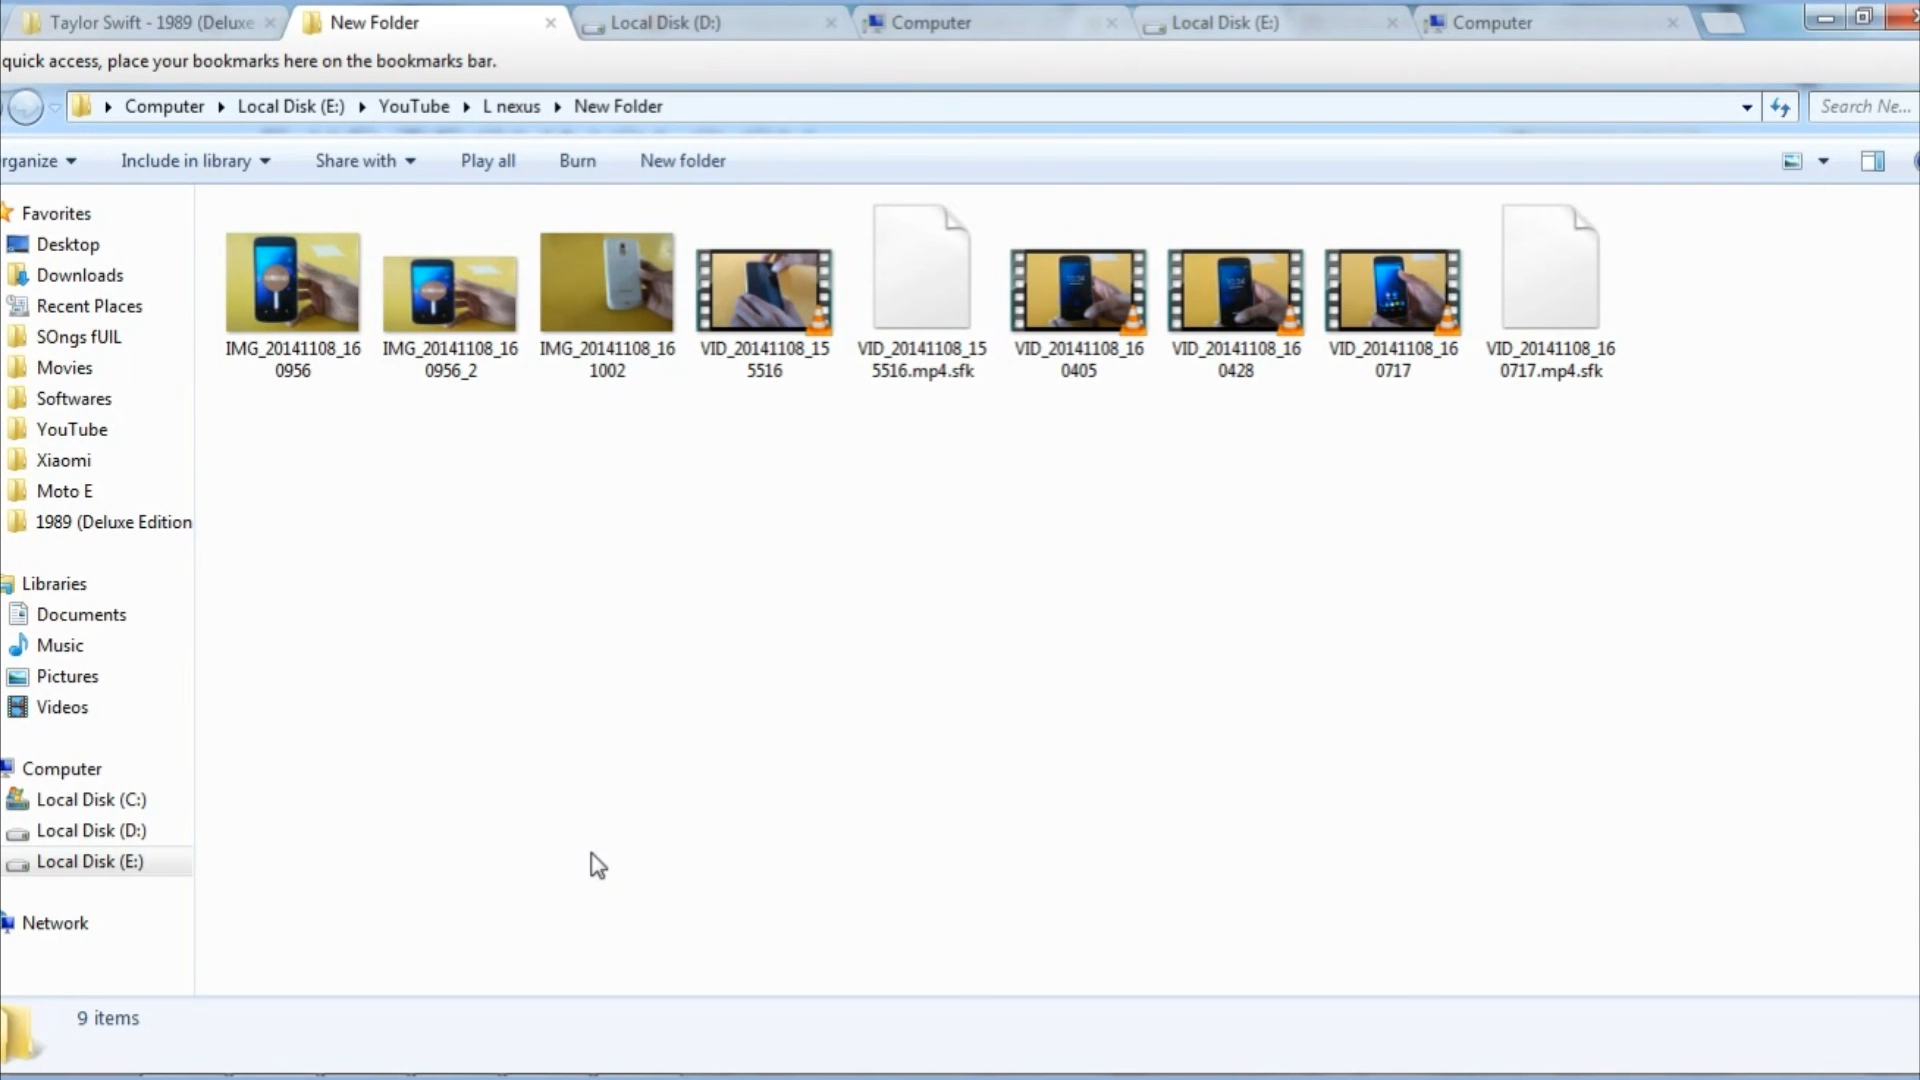 Taylor Swift - 1989 (Deluxe
New Folder
Local Disk (D:)
Computer
Local Disk (E:)
Computer
quick access, place your bookmarks here on the bookmarks bar.
Computer
Local Disk (E:)
YouTube
L nexus
New Folder
Search Ne...
rganize
Include in library
Share with
Play all
Burn
New folder
Favorites
Desktop
Downloads
Recent Places
SOngs fUlL
Movies
Softwares
YouTube
Xiaomi
Moto E
1989 (Deluxe Edition
Libraries
Documents
Music
Pictures
Videos
Computer
Local Disk (C:)
Local Disk (D:)
Local Disk (E:)
Network
IMG_20141108_16
0956
IMG_20141108_16
0956_2
IMG_20141108_16
1002
VID_20141108_15
5516
VID_20141108_15
5516.mp4.sfk
VID_20141108_16
0405
VID_20141108_16
0428
VID_20141108_16
0717
VID_20141108_16
0717.mp4.sfk
9 items